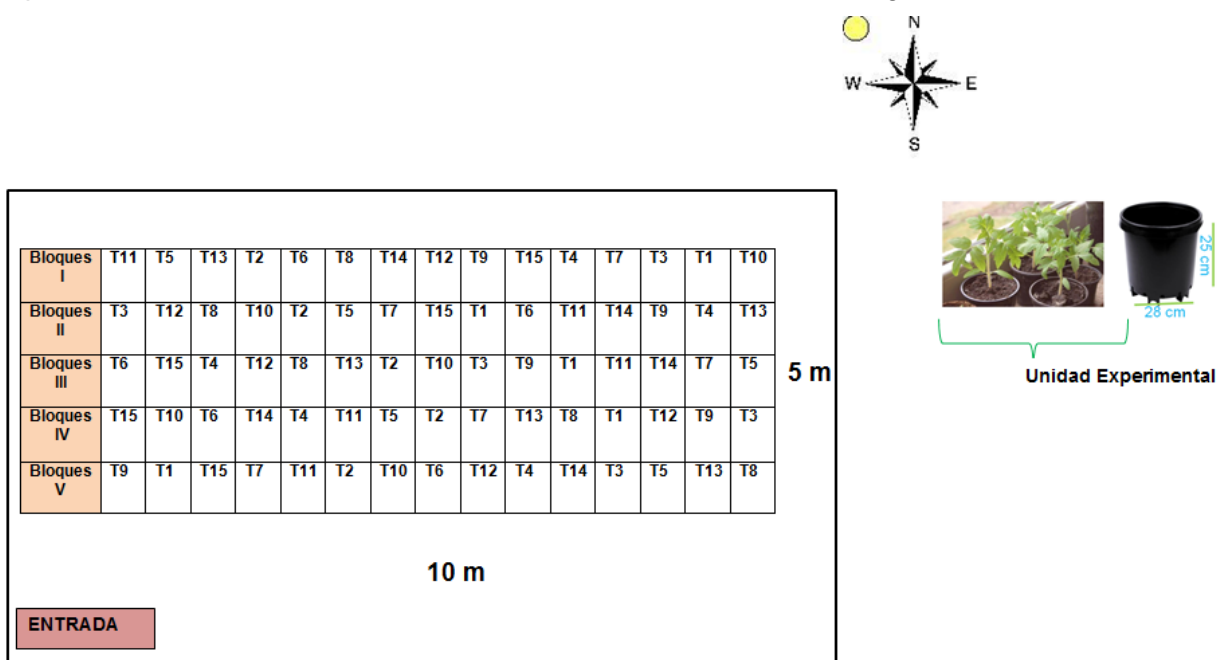 N
W E
S
Bloques I T11 T5 T13 T2 T6 T8 T14 T12 T9 T15 T4 T7 T3 T1 T10
Bloques II T3 T12 T8 T10 T2 T5 T7 T15 T1 T6 T11 T14 T9 T4 T13
Bloques III T6 T15 T4 T12 T8 T13 T2 T10 T3 T9 T1 T11 T14 T7 T5
Bloques IV T15 T10 T6 T14 T4 T11 T5 T2 T7 T13 T8 T1 T12 T9 T3
Bloques V T9 T1 T15 T7 T11 T2 T10 T6 T12 T4 T14 T3 T5 T13 T8
5 m
10 m
ENTRADA
25 cm
28 cm
Unidad Experimental